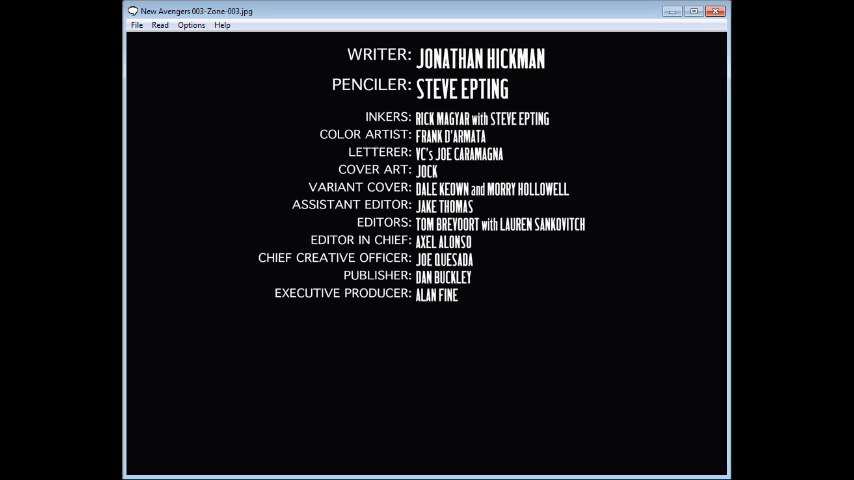 New Avengers 003-Zone-003.jpg
File Read Options Help
WRITER: JONATHAN HICKMAN
PENCILER: STEVE EPTING
INKERS: RICK MAGYAR with STEVE EPTING
COLOR ARTIST: FRANK D'ARMATA
LETTERER: VC's JOE CARAMAGNA
COVER ART: JOCK
VARIANT COVER: DALE KEOWN and MORRY HOLLOWELL
ASSISTANT EDITOR: JAKE THOMAS
EDITORS: TOM BREVOORT with LAUREN SANKOVITCH
EDITOR IN CHIEF: AXEL ALONSO
CHIEF CREATIVE OFFICER: JOE QUESADA
PUBLISHER: DAN BUCKLEY
EXECUTIVE PRODUCER: ALAN FINE